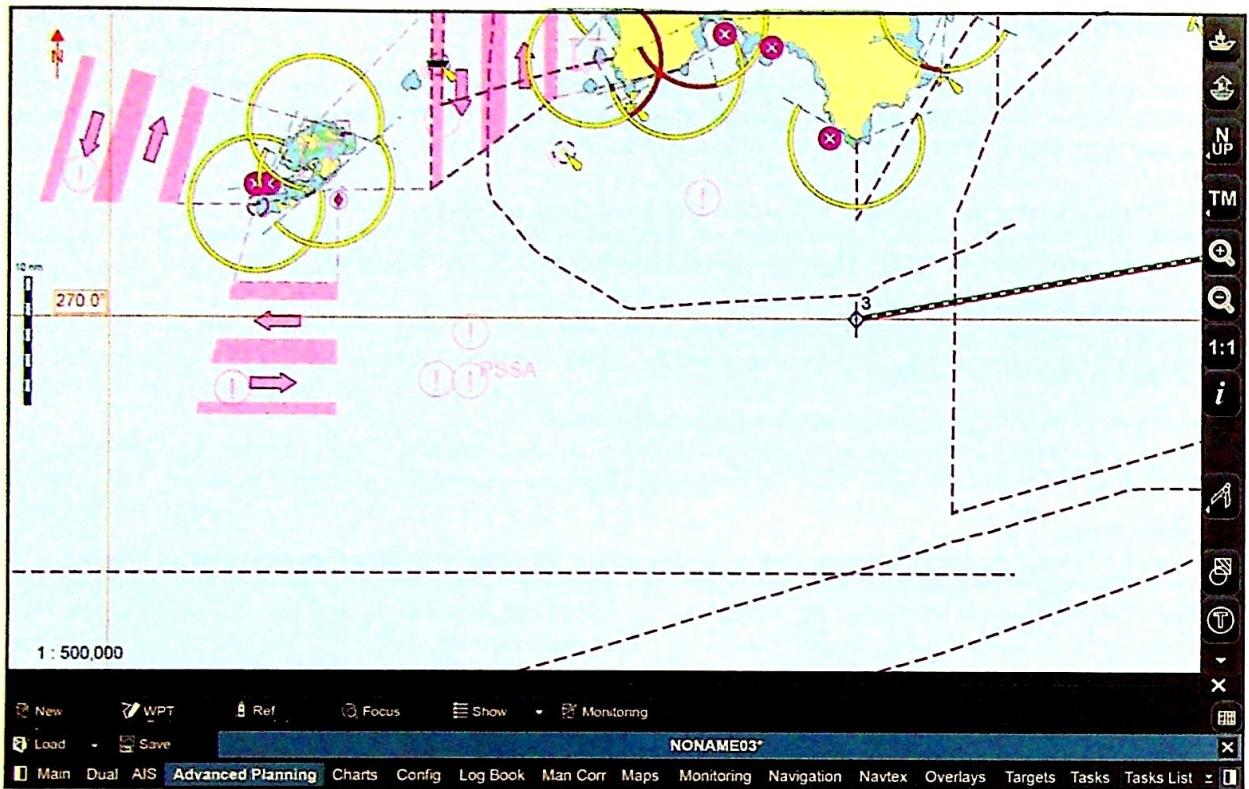 N
10 nm
270 0°
3
PSSA
1 : 500,000
N
UP
TM
1:1
i
T
New
WPT
Ref
Focus
Show
Monitoring
Load
Save
NONAME03*
Main Dual AIS Advanced Planning Charts Config Log Book Man Corr Maps Monitoring Navigation Navtex Overlays Targets Tasks Tasks List